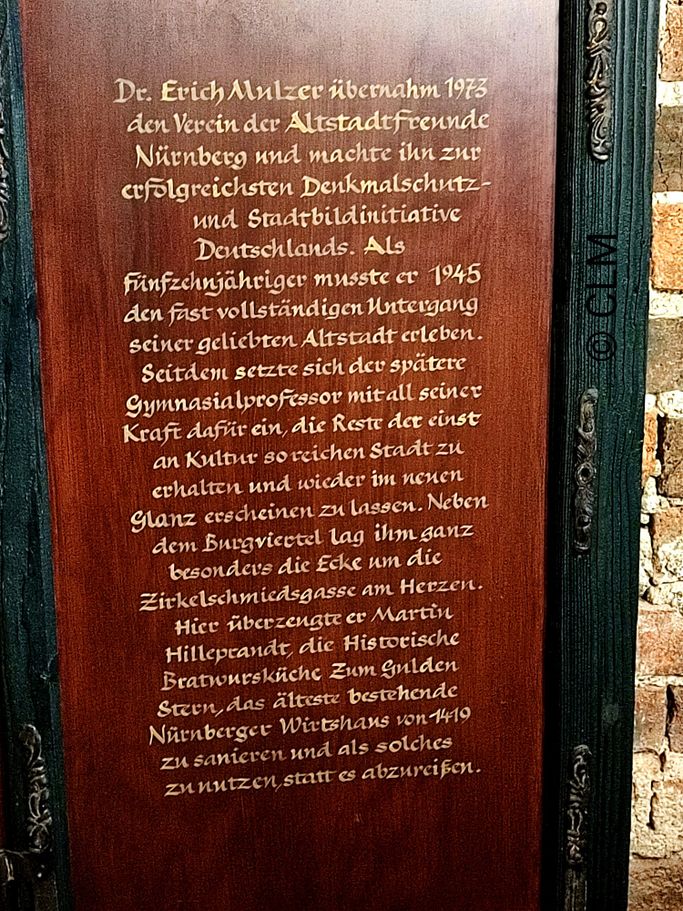 Dr. Erich Mulzer übernahm 1973
den Verein der Altstadtfreunde
Nürnberg und machte ihn zur
erfolgreichsten Denkmalschutz-
und Stadtbildinitiative
Deutschlands. Als
fünfzehnjähriger musste er 1945
den fast vollständigen Untergang
seiner geliebten Altstadt erleben.
Seitdem setzte sich der spätere
Gymnasialprofessor mit all seiner
Kraft dafür ein, die Reste der einst
an Kultur so reichen Stadt zu
erhalten und wieder im neuen
Glanz erscheinen zu lassen. Neben
dem Burgviertel lag ihm ganz
besonders die Ecke um die
Zirkelschmiedsgasse am Herzen.
Hier überzeugte er Martin
Hilleprandt, die Historische
Bratwursküche Zum Gulden
Stern, das älteste bestehende
Nürnberger Wirtshaus von 1419
zu sanieren und als solches
zu nutzen, statt es abzureißen.
© CLM